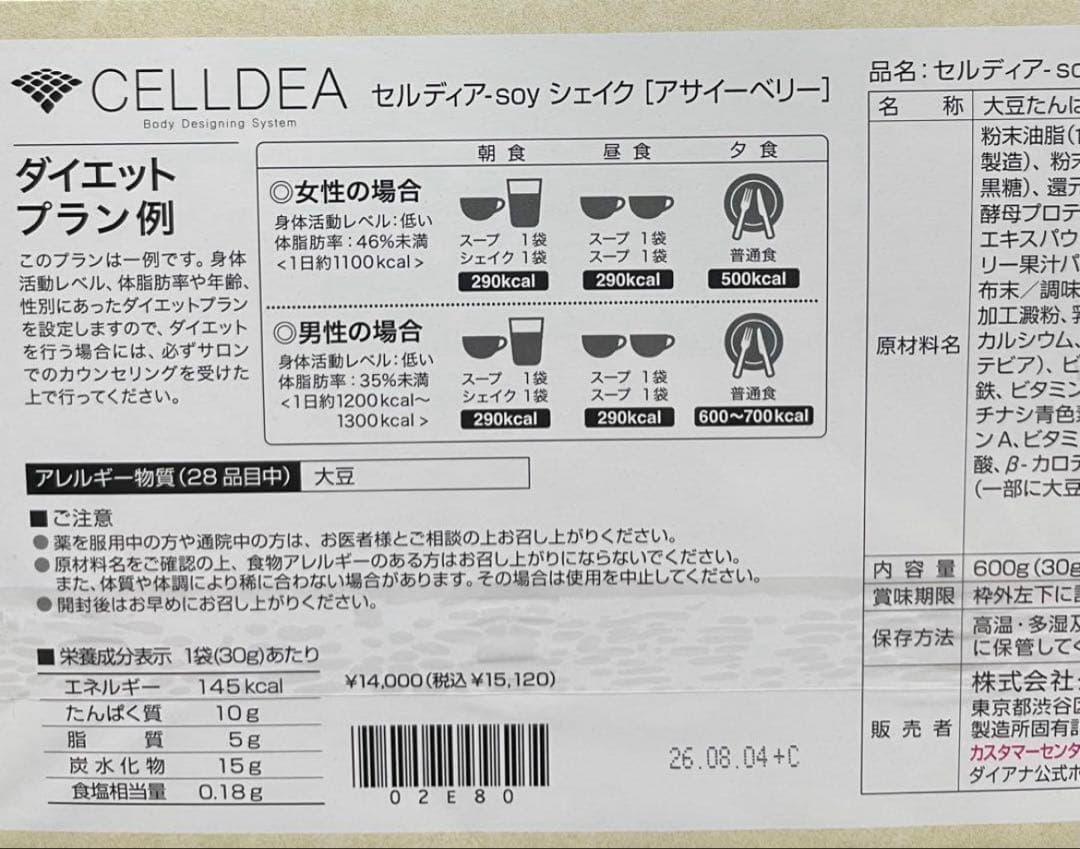 CELLDEA セルディア-soy シェイク [アサイーベリー]
Body Designing System
ダイエット
プラン例
このプランは一例です。身体
活動レベル、体脂肪率や年齢、
性別にあったダイエットプラン
を設定しますので、ダイエット
を行う場合には、必ずサロン
でのカウンセリングを受けた
上で行ってください。
朝食 昼食 夕食
◎女性の場合
身体活動レベル:低い
体脂肪率:46%未満
<1日約1100kcal>
スープ 1袋
シェイク 1袋
290kcal
スープ 1袋
スープ 1袋
290kcal
普通食
500kcal
◎男性の場合
身体活動レベル:低い
体脂肪率:35%未満
<1日約1200kcal〜
1300kcal>
スープ 1袋
シェイク 1袋
290kcal
スープ 1袋
スープ 1袋
290kcal
普通食
600〜700kcal
アレルギー物質(28品目中) 大豆
■ご注意
●薬を服用中の方や通院中の方は、お医者様とご相談の上お召し上がりください。
●原材料名をご確認の上、食物アレルギーのある方はお召し上がりにならないでください。
また、体質や体調により稀に合わない場合があります。その場合は使用を中止してください。
●開封後はお早めにお召し上がりください。
■栄養成分表示 1袋(30g)あたり
エネルギー 145kcal
たんぱく質 10g
脂質 5g
炭水化物 15g
食塩相当量 0.18g
¥14,000(税込¥15,120)
02E80
26.08.04+C
品名:セルディア-so
名称 大豆たんぱ
原材料名
粉末油脂(
製造)、粉末
黒糖)、還元
酵母プロテ
エキスパウ
リー果汁パ
布末/調味
加工澱粉、乳
カルシウム、
テビア)、ビ
鉄、ビタミン
チナシ青色素
ンA、ビタミ
酸、β-カロテ
(一部に大豆
内容量 600g(30g
賞味期限 枠外左下に
保存方法 高温・多湿及
に保管して
販売者 株式会社
東京都渋谷区
製造所固有記
カスタマーセンタ
ダイアナ公式ホ